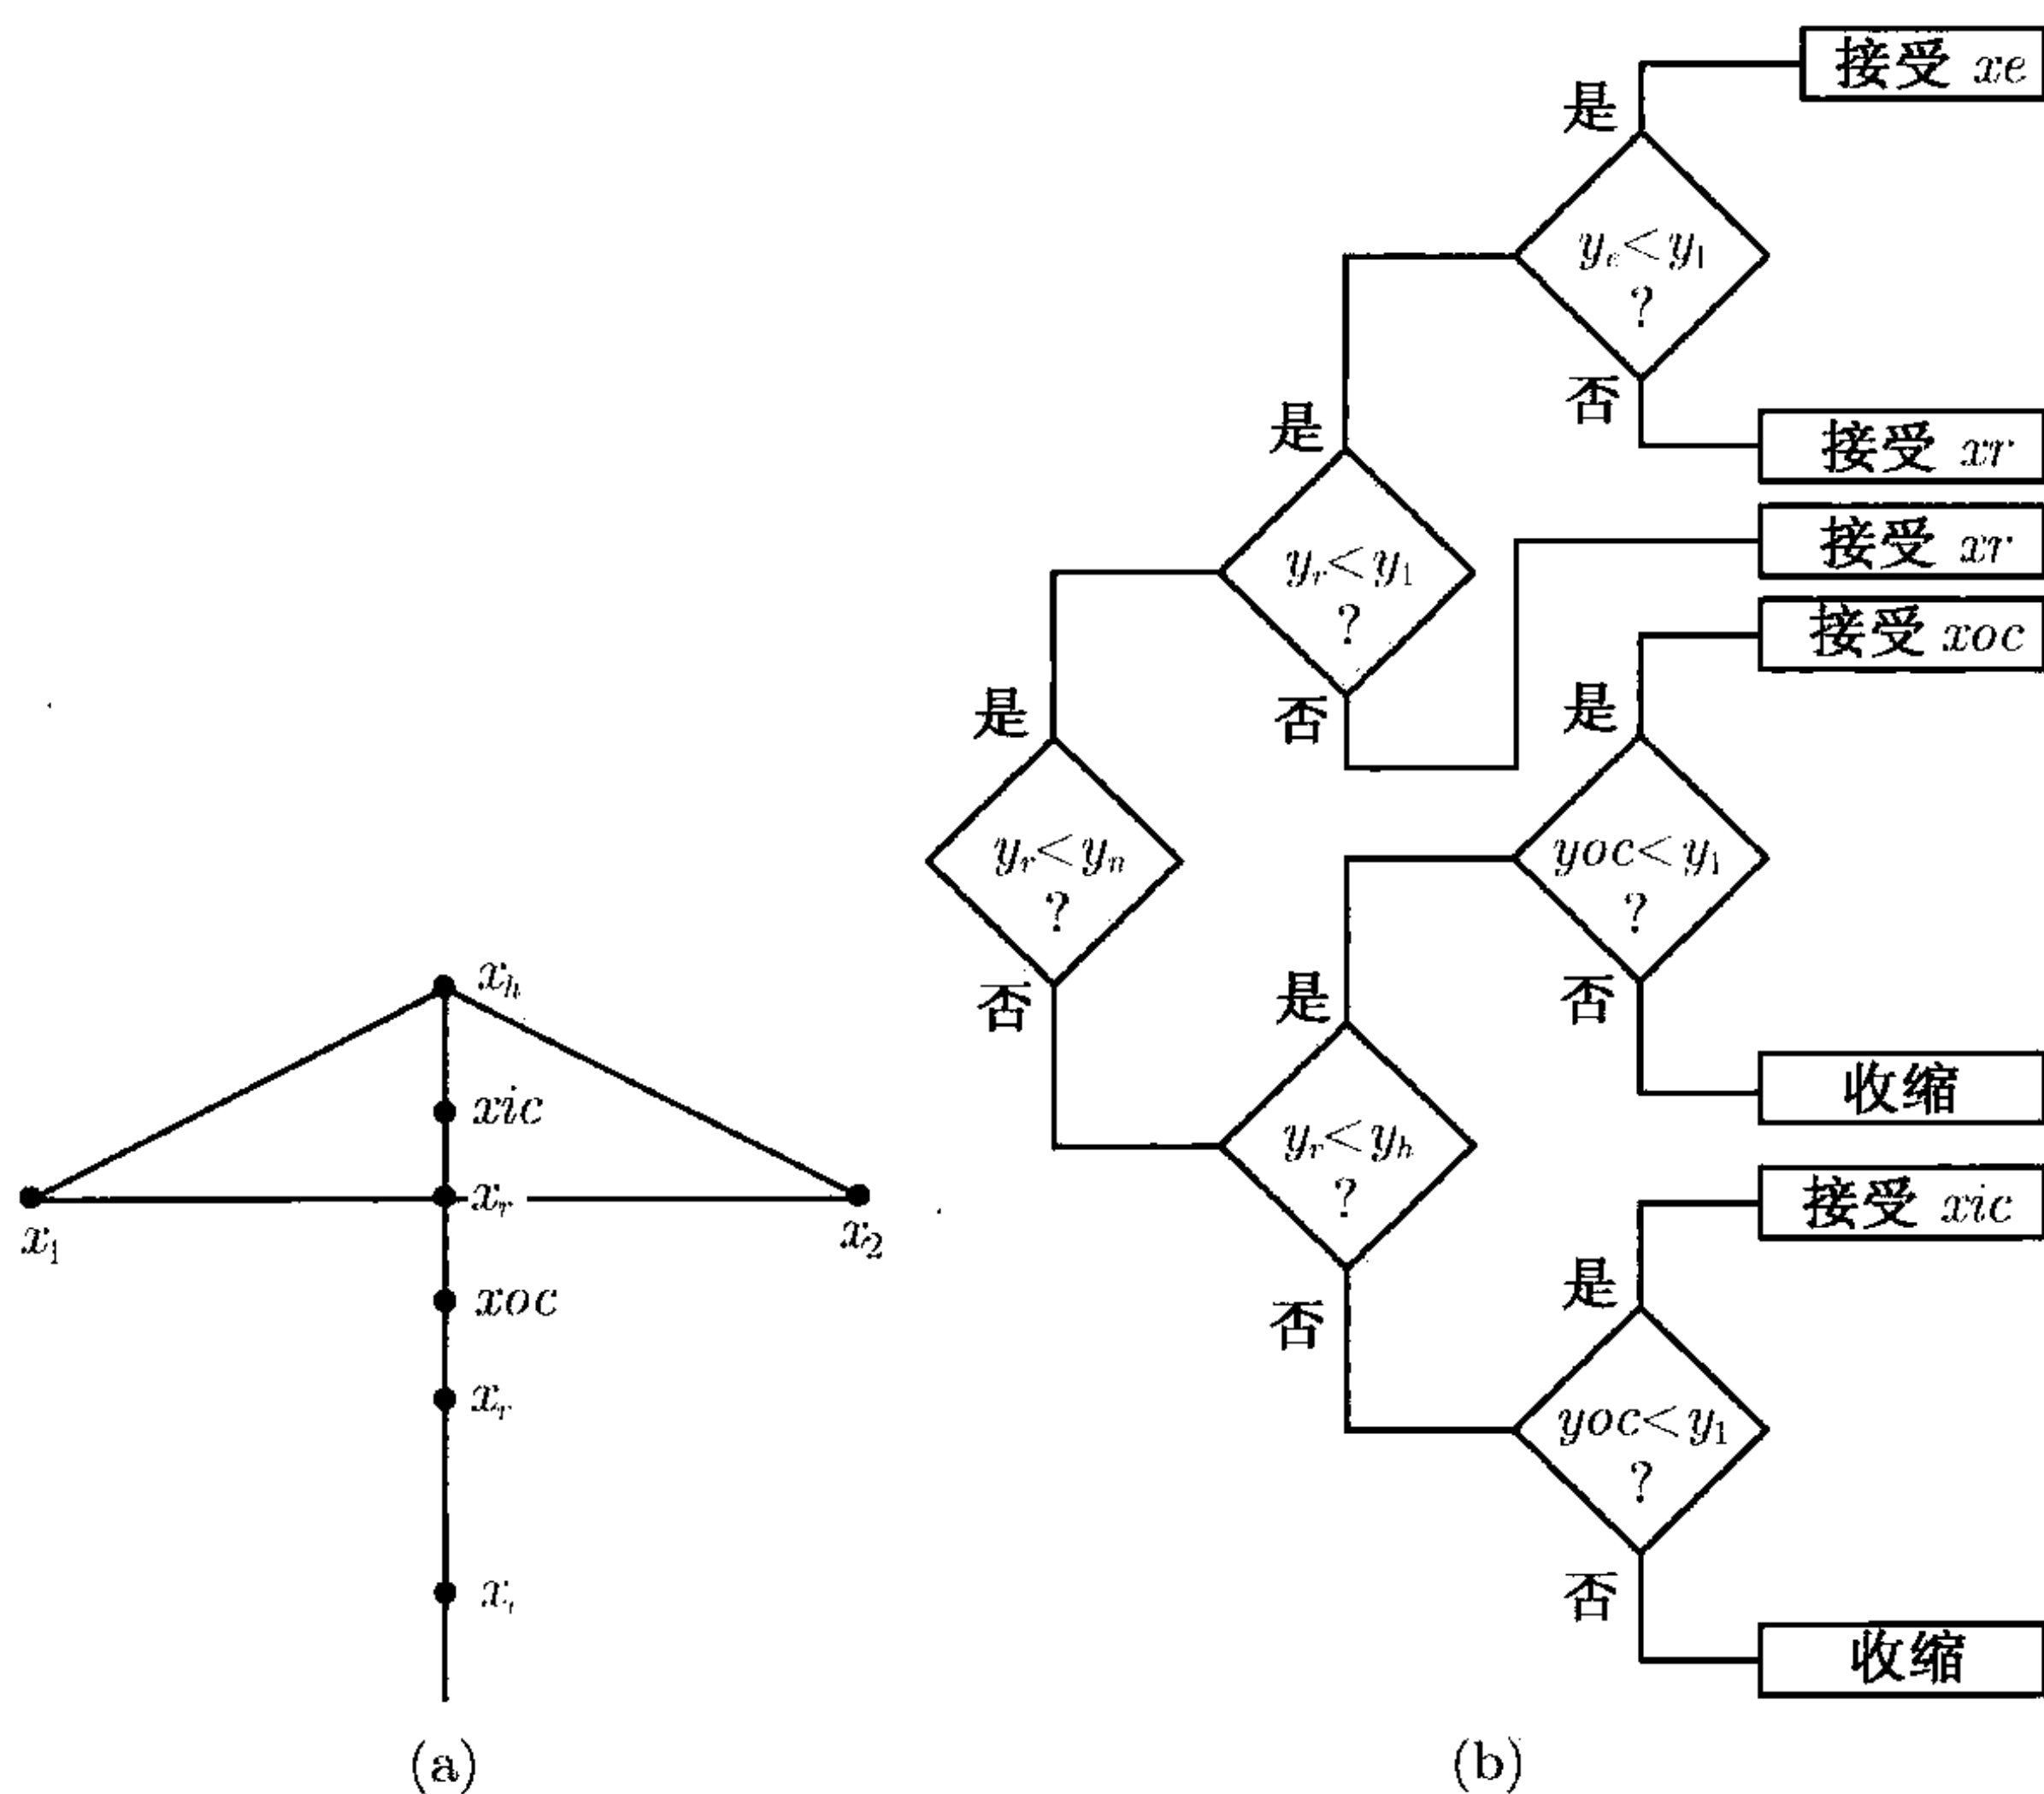 x_h
xic
x_r
x_1
x_2
xoc
x_r
(a)
接受 xe
是
y_e<y_1
?
否
接受 xr
是
y_r<y_1
?
否
接受 xr
接受 xoc
是
yoc<y_1
?
否
收缩
是
y_r<y_n
?
否
是
y_r<y_h
?
否
接受 xic
是
yoc<y_1
?
否
收缩
(b)